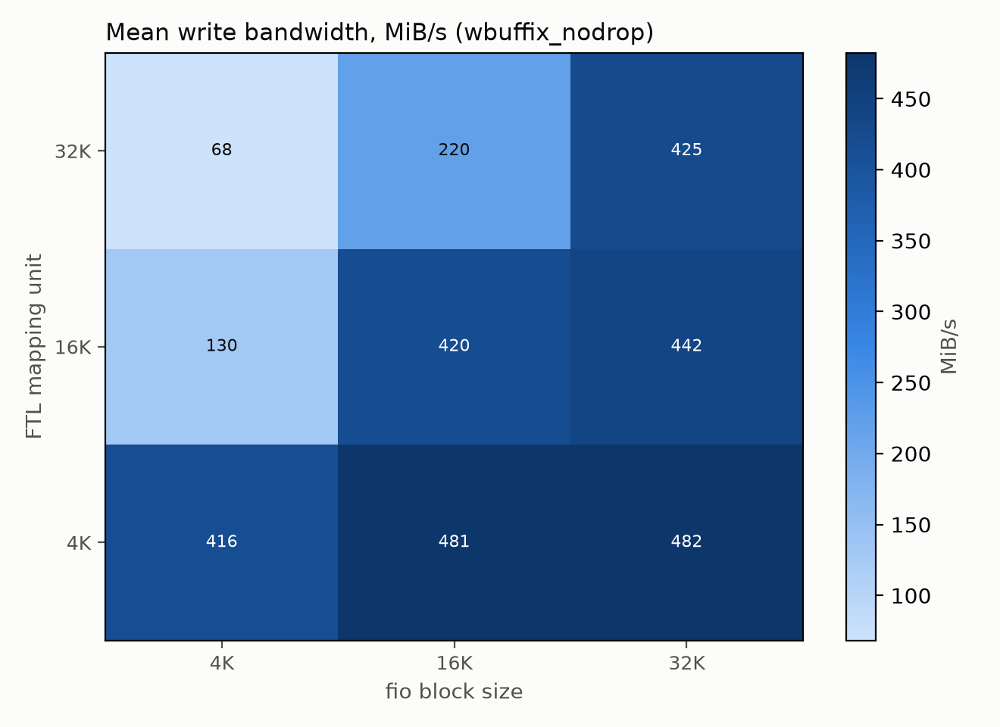 Mean write bandwidth, MiB/s (wbuffix_nodrop)
FTL mapping unit
32K
68
220
425
16K
130
420
442
4K
416
481
482
4K
16K
32K
fio block size
450
400
350
300
250
200
150
100
MiB/s